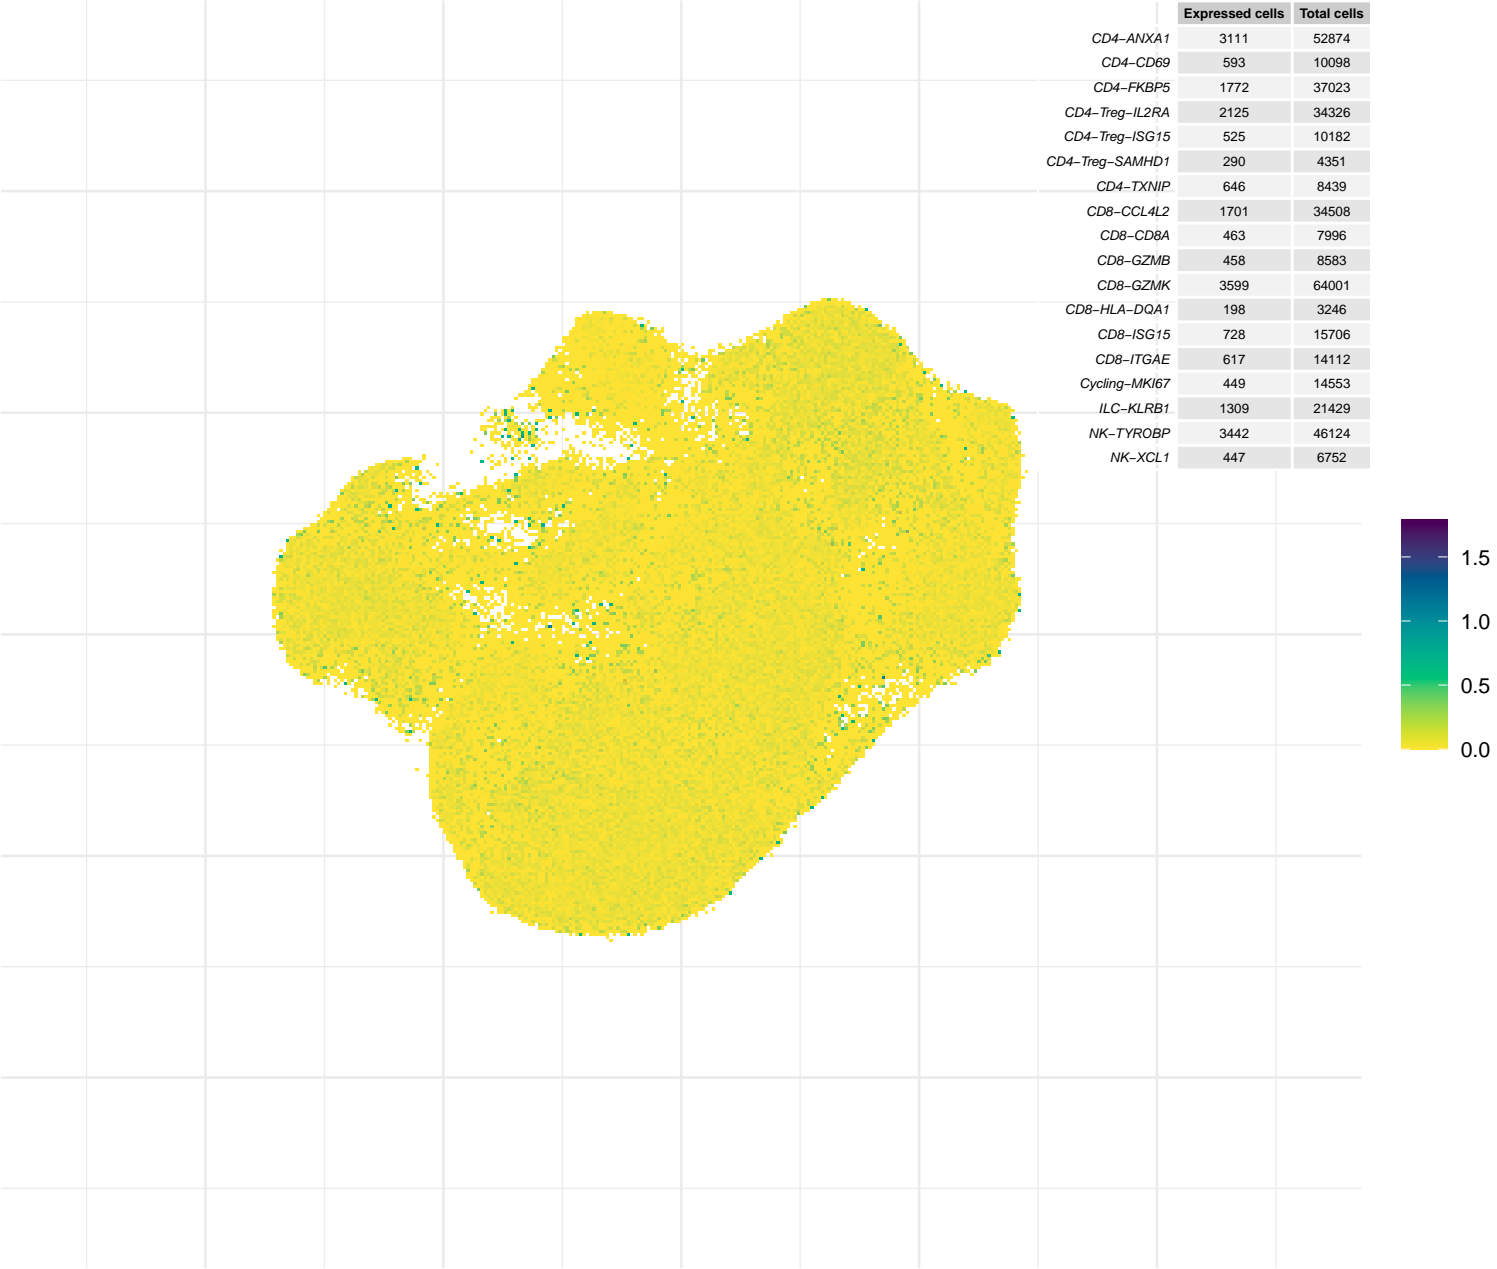 Expressed cells Total cells
CD4−ANXA1 3111 52874
CD4−CD69 593 10098
CD4−FKBP5 1772 37023
CD4−Treg−IL2RA 2125 34326
CD4−Treg−ISG15 525 10182
CD4−Treg−SAMHD1 290 4351
CD4−TXNIP 646 8439
CD8−CCL4L2 1701 34508
CD8−CD8A 463 7996
CD8−GZMB 458 8583
CD8−GZMK 3599 64001
CD8−HLA−DQA1 198 3246
CD8−ISG15 728 15706
CD8−ITGAE 617 14112
Cycling−MKI67 449 14553
ILC−KLRB1 1309 21429
NK−TYROBP 3442 46124
NK−XCL1 447 6752
1.5
1.0
0.5
0.0